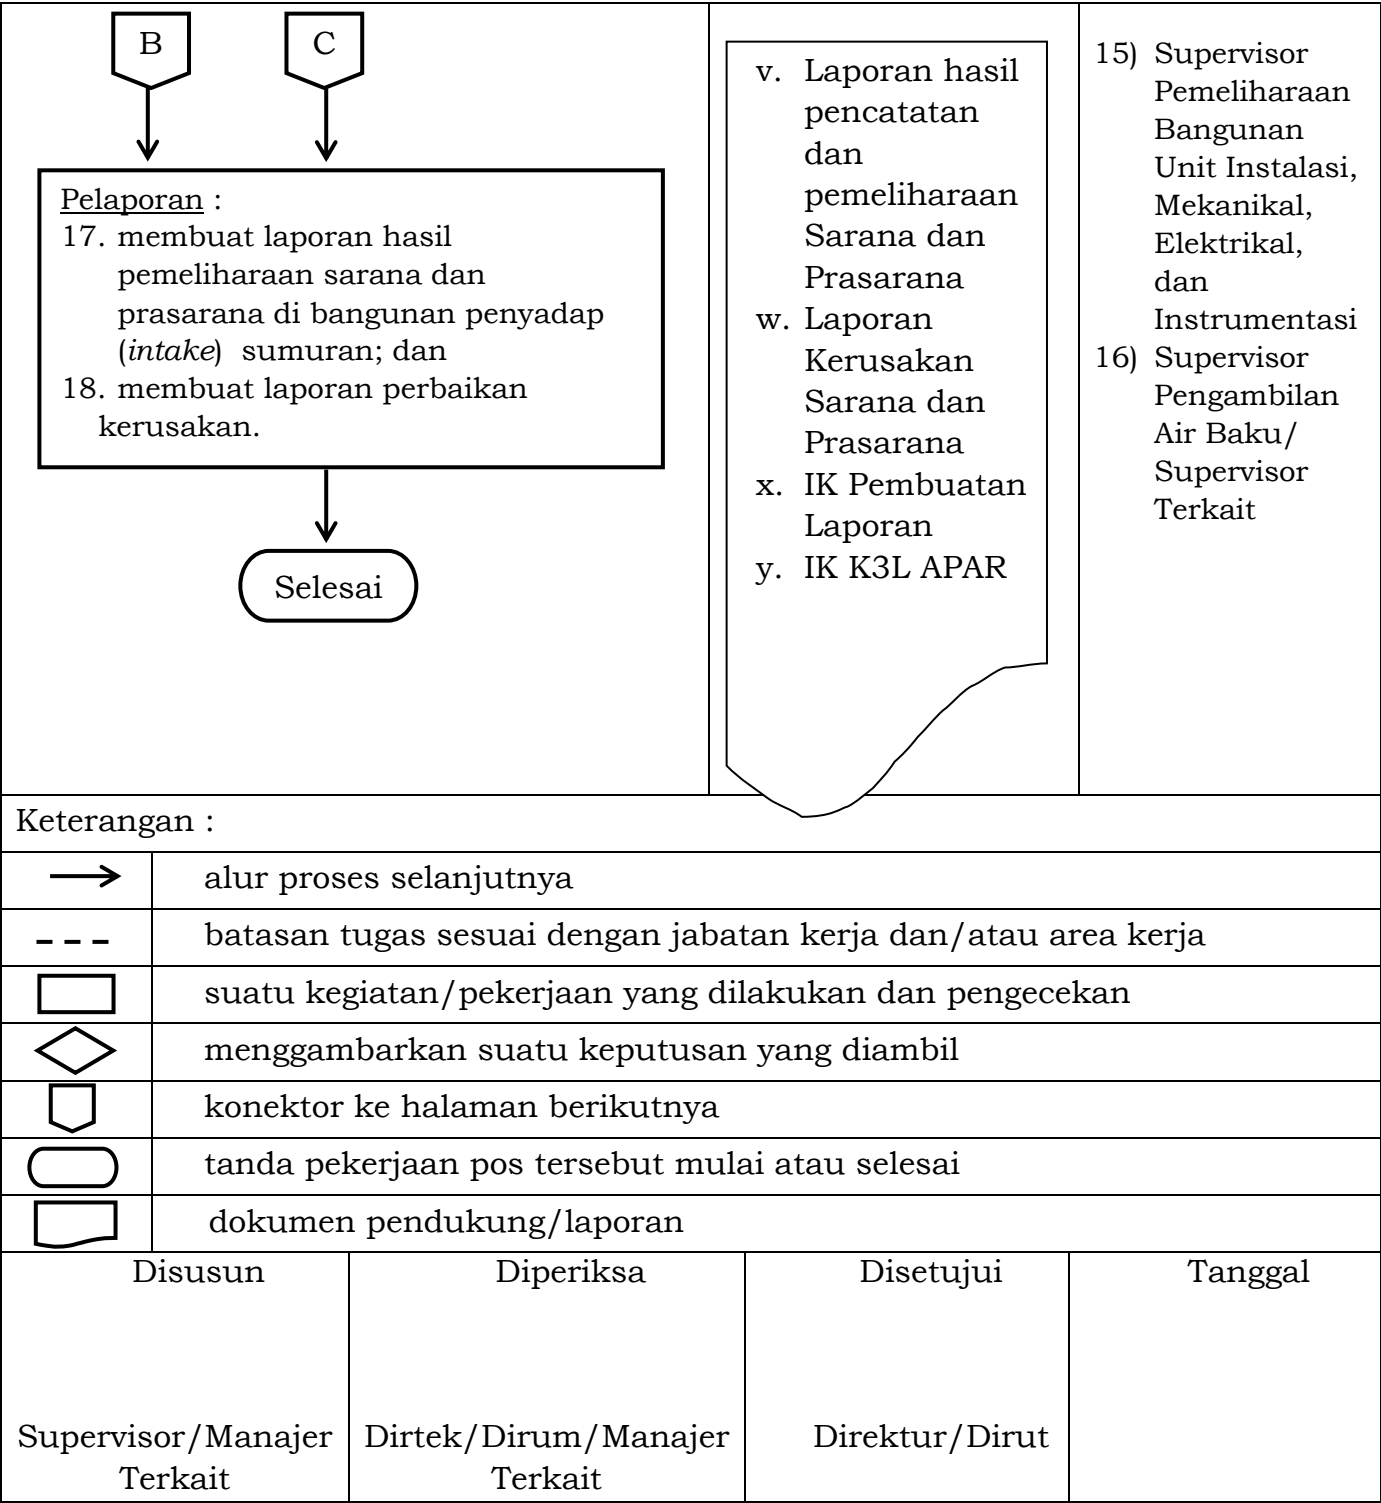 B
C
Pelaporan :
17. membuat laporan hasil
pemeliharaan sarana dan
prasarana di bangunan penyadap
(intake) sumuran; dan
18. membuat laporan perbaikan
kerusakan.
Selesai
v. Laporan hasil
pencatatan
dan
pemeliharaan
Sarana dan
Prasarana
w. Laporan
Kerusakan
Sarana dan
Prasarana
x. IK Pembuatan
Laporan
y. IK K3L APAR
15) Supervisor
Pemeliharaan
Bangunan
Unit Instalasi,
Mekanikal,
Elektrikal,
dan
Instrumentasi
16) Supervisor
Pengambilan
Air Baku/
Supervisor
Terkait
Keterangan :
alur proses selanjutnya
batasan tugas sesuai dengan jabatan kerja dan/atau area kerja
suatu kegiatan/pekerjaan yang dilakukan dan pengecekan
menggambarkan suatu keputusan yang diambil
konektor ke halaman berikutnya
tanda pekerjaan pos tersebut mulai atau selesai
dokumen pendukung/laporan
Disusun
Diperiksa
Disetujui
Tanggal
Supervisor/Manajer
Terkait
Dirtek/Dirum/Manajer
Terkait
Direktur/Dirut